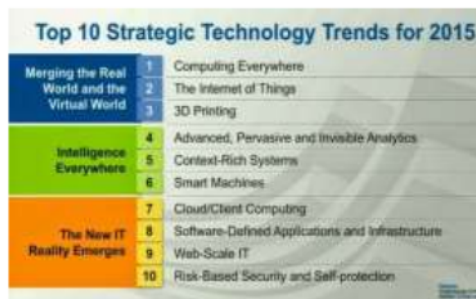 Top 10 Strategic Technology Trends for 2015
Merging the Real
World and the
Virtual World
1 Computing Everywhere
2 The Internet of Things
3 3D Printing
Intelligence
Everywhere
4 Advanced, Pervasive and Invisible Analytics
5 Context-Rich Systems
6 Smart Machines
The New IT
Reality Emerges
7 Cloud/Client Computing
8 Software-Defined Applications and Infrastructure
9 Web-Scale IT
10 Risk-Based Security and Self-protection